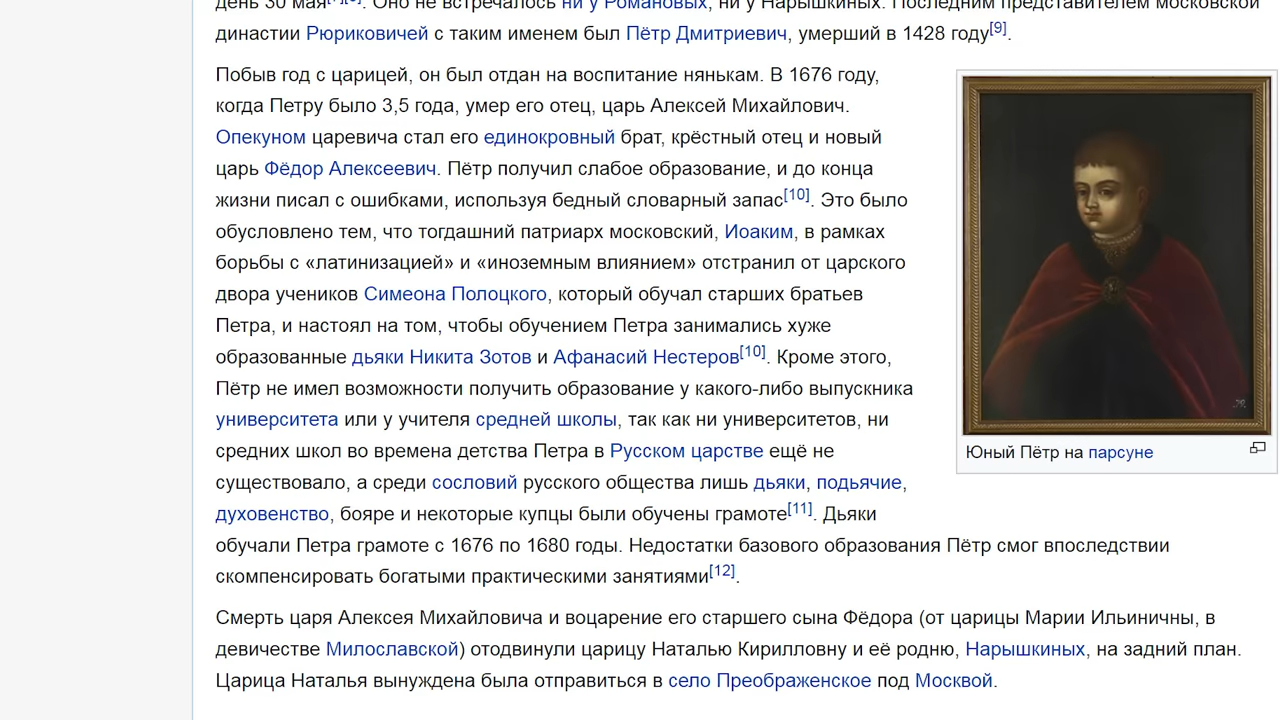 день 30 мая. Оно не встречалось ни у Романовых, ни у Нарышкиных. Последним представителем московской
династии Рюриковичей с таким именем был Пётр Дмитриевич, умерший в 1428 году[9].
Побыв год с царицей, он был отдан на воспитание нянькам. В 1676 году,
когда Петру было 3,5 года, умер его отец, царь Алексей Михайлович.
Опекуном царевича стал его единокровный брат, крёстный отец и новый
царь Фёдор Алексеевич. Пётр получил слабое образование, и до конца
жизни писал с ошибками, используя бедный словарный запас[10]. Это было
обусловлено тем, что тогдашний патриарх московский, Иоаким, в рамках
борьбы с «латинизацией» и «иноземным влиянием» отстранил от царского
двора учеников Симеона Полоцкого, который обучал старших братьев
Петра, и настоял на том, чтобы обучением Петра занимались хуже
образованные дьяки Никита Зотов и Афанасий Нестеров[10]. Кроме этого,
Пётр не имел возможности получить образование у какого-либо выпускника
университета или у учителя средней школы, так как ни университетов, ни
средних школ во времена детства Петра в Русском царстве ещё не
существовало, а среди сословий русского общества лишь дьяки, подьячие,
духовенство, бояре и некоторые купцы были обучены грамоте[11]. Дьяки
обучали Петра грамоте с 1676 по 1680 годы. Недостатки базового образования Пётр смог впоследствии
скомпенсировать богатыми практическими занятиями[12].
Юный Пётр на парсуне
Смерть царя Алексея Михайловича и воцарение его старшего сына Фёдора (от царицы Марии Ильиничны, в
девичестве Милославской) отодвинули царицу Наталью Кирилловну и её родню, Нарышкиных, на задний план.
Царица Наталья вынуждена была отправиться в село Преображенское под Москвой.